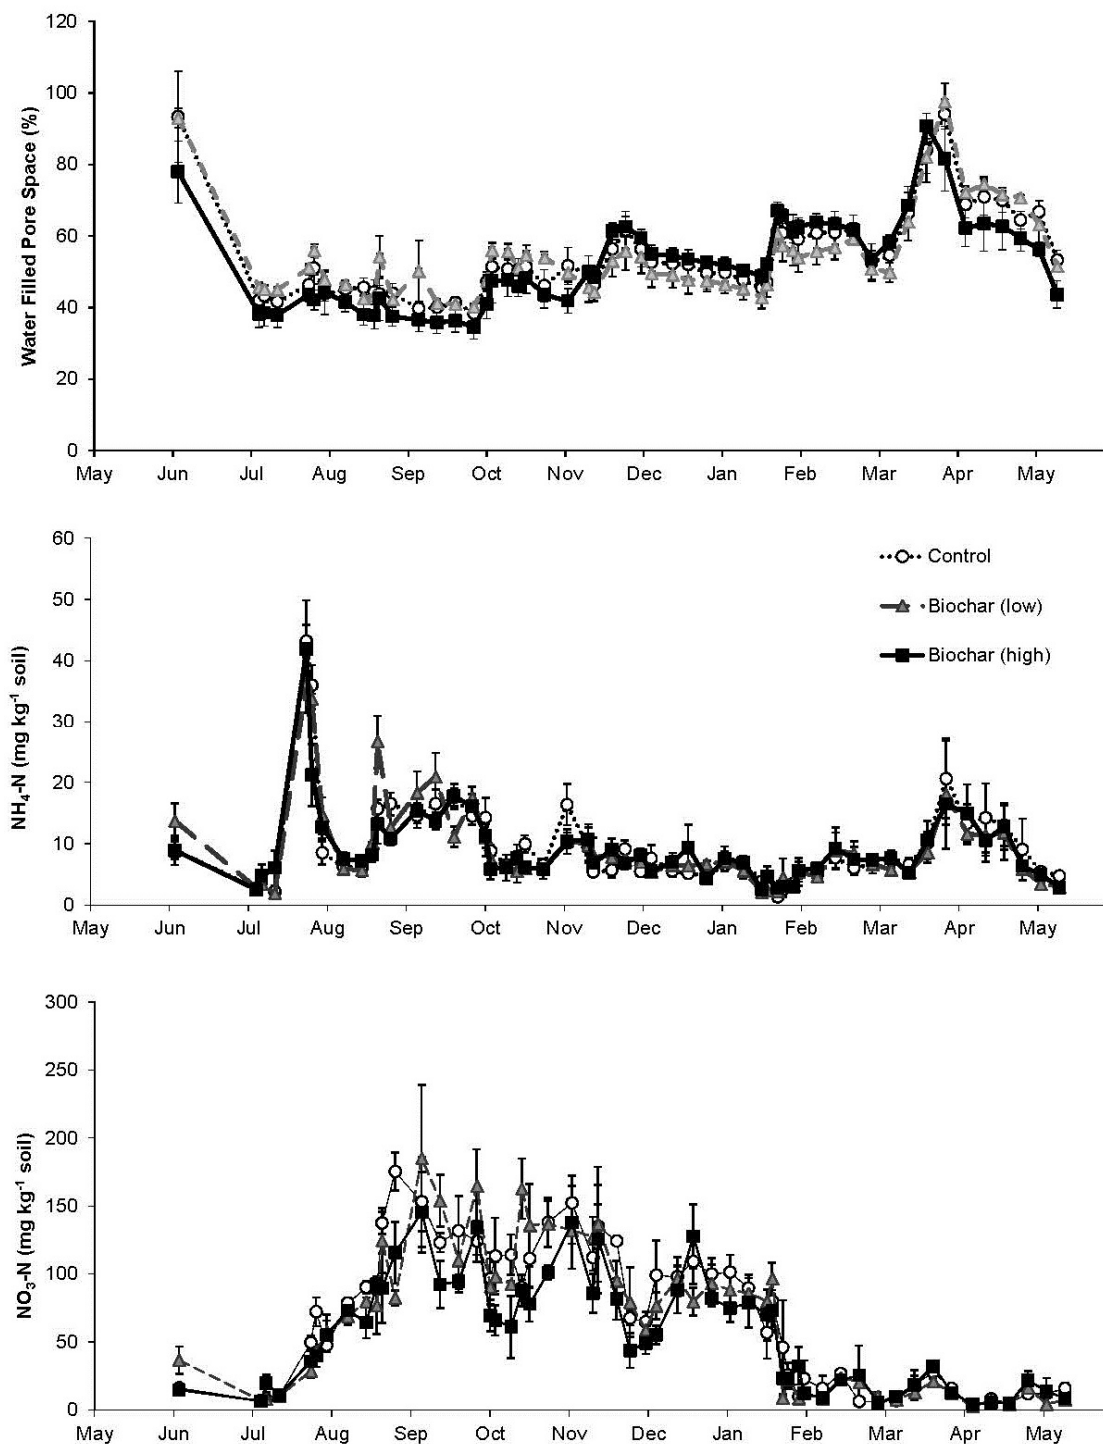 120
100
80
60
40
20
0
Water Filled Pore Space (%)
May Jun Jul Aug Sep Oct Nov Dec Jan Feb Mar Apr May
60
50
40
30
20
10
0
NH₄-N (mg kg⁻¹ soil)
Control
Biochar (low)
Biochar (high)
May Jun Jul Aug Sep Oct Nov Dec Jan Feb Mar Apr May
300
250
200
150
100
50
0
NO₃-N (mg kg⁻¹ soil)
May Jun Jul Aug Sep Oct Nov Dec Jan Feb Mar Apr May